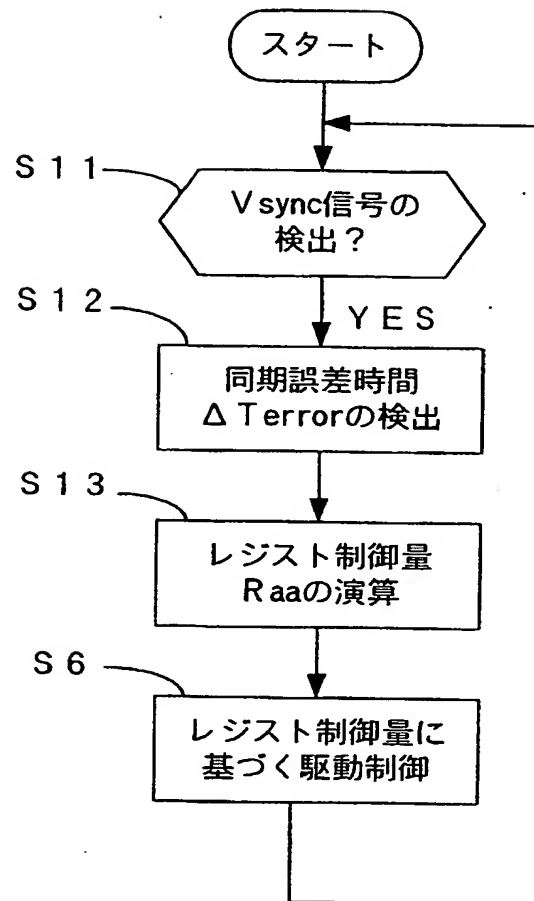 スタート
S11
Vsync信号の
検出?
YES
S12
同期誤差時間
ΔTerrorの検出
S13
レジスト制御量
Raaの演算
S6
レジスト制御量に
基づく駆動制御